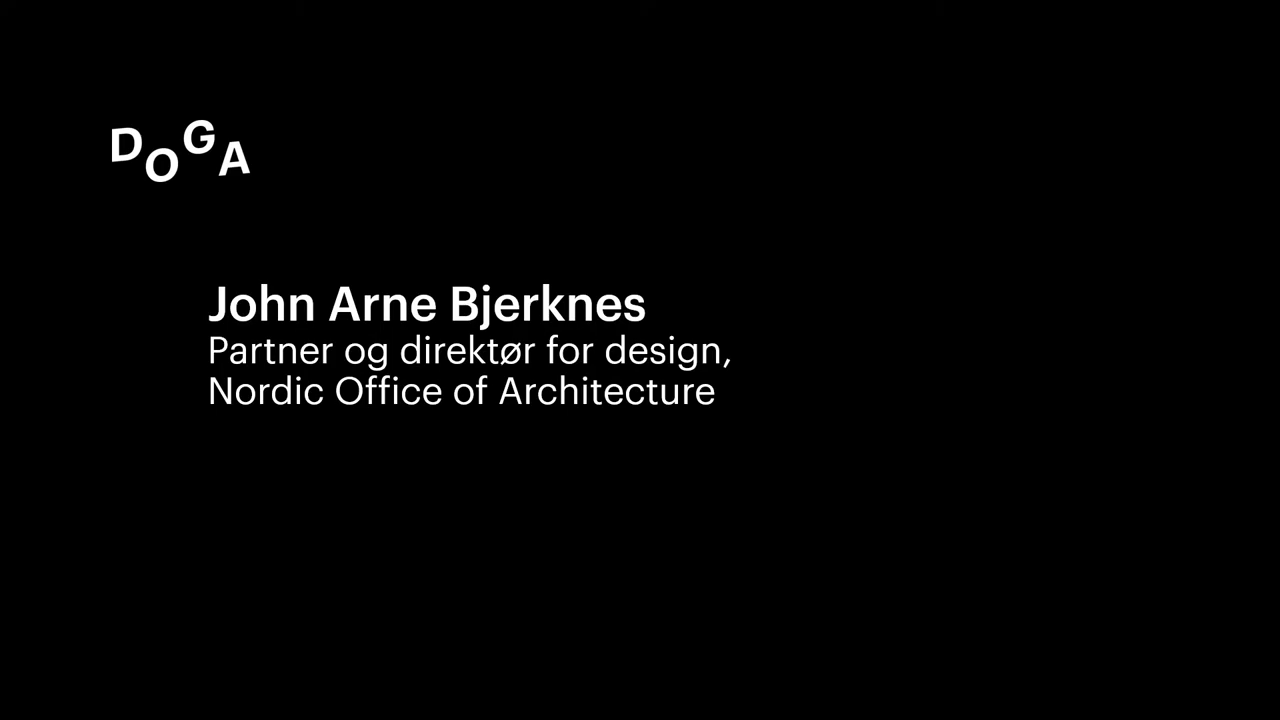 DOGA
John Arne Bjerknes
Partner og direktør for design,
Nordic Office of Architecture